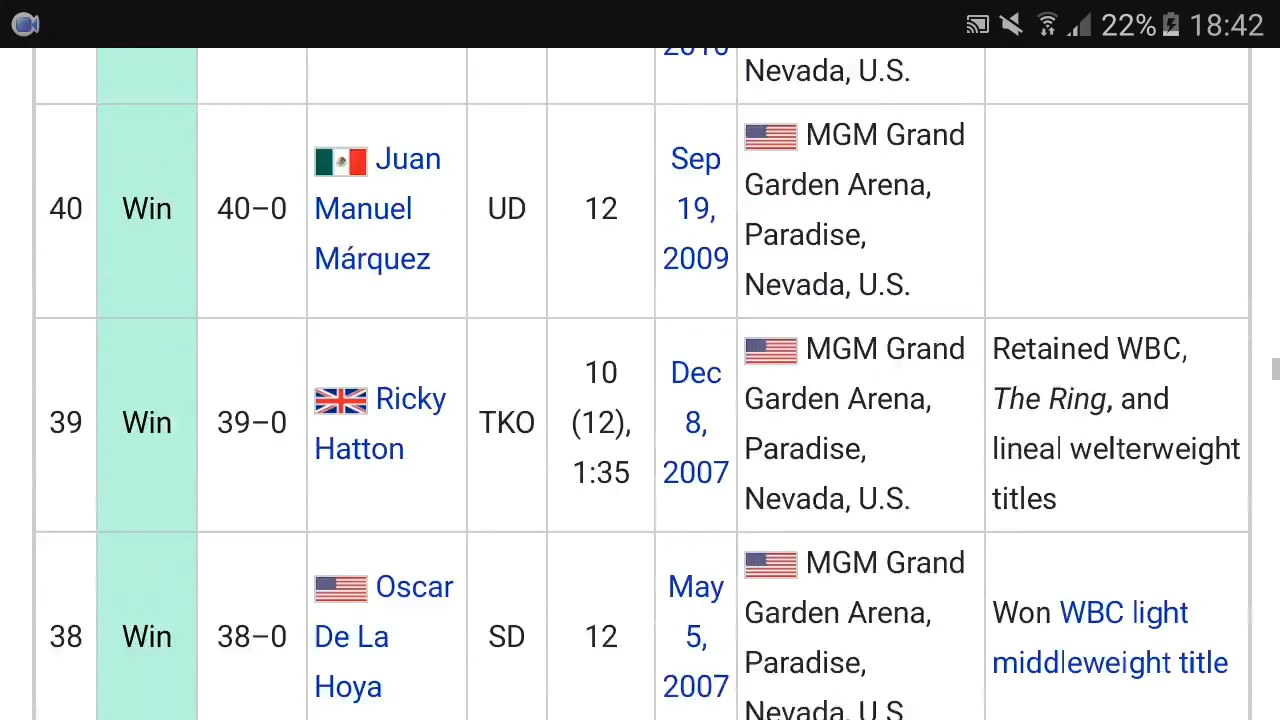 22% 18:42
2010
Nevada, U.S.
40
Win
40–0
Juan
Manuel
Márquez
UD
12
Sep
19,
2009
MGM Grand
Garden Arena,
Paradise,
Nevada, U.S.
39
Win
39–0
Ricky
Hatton
TKO
10
(12),
1:35
Dec
8,
2007
MGM Grand
Garden Arena,
Paradise,
Nevada, U.S.
Retained WBC,
The Ring, and
lineal welterweight
titles
38
Win
38–0
Oscar
De La
Hoya
SD
12
May
5,
2007
MGM Grand
Garden Arena,
Paradise,
Nevada, U.S.
Won WBC light
middleweight title